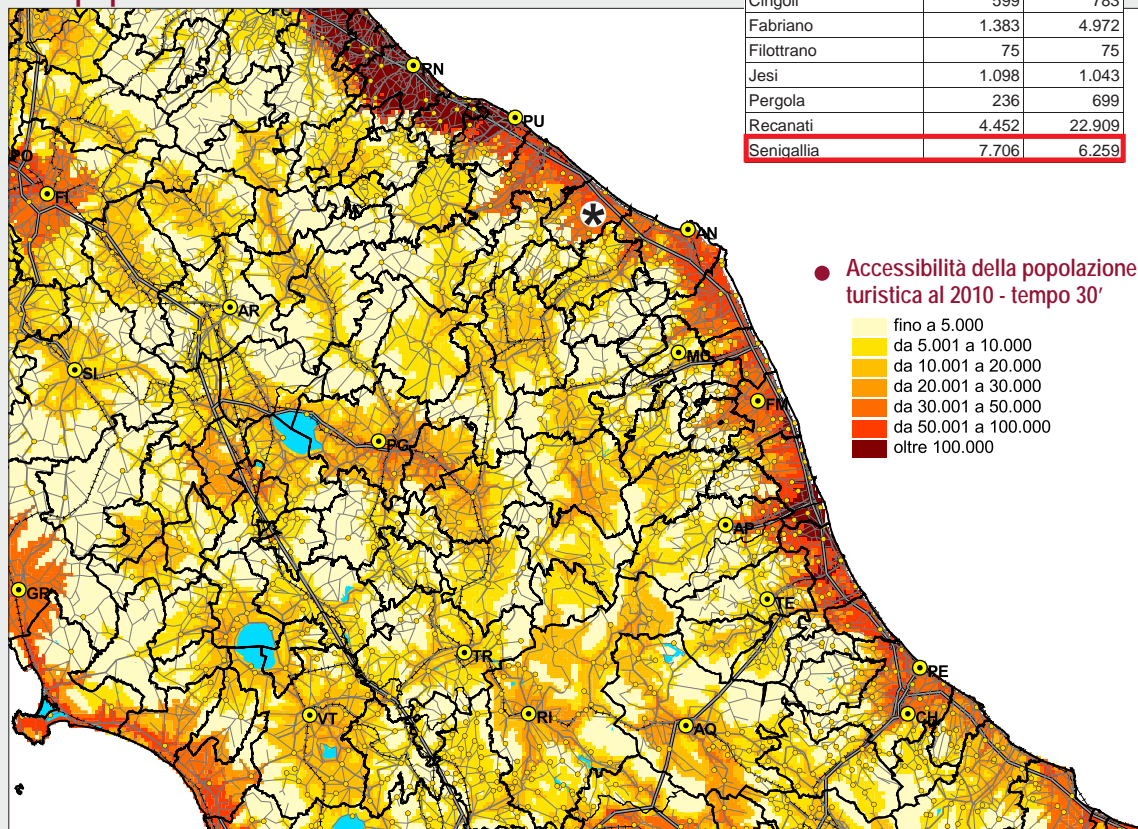 Cingoli 599 783
Fabriano 1.383 4.972
Filottrano 75 75
Jesi 1.098 1.043
Pergola 236 699
Recanati 4.452 22.909
Senigallia 7.706 6.259
RN
PU
PO
FI
*
AN
Accessibilità della popolazione
turistica al 2010 - tempo 30'
fino a 5.000
da 5.001 a 10.000
da 10.001 a 20.000
da 20.001 a 30.000
da 30.001 a 50.000
da 50.001 a 100.000
oltre 100.000
AR
MC
SI
FM
PG
AP
GR
TE
TR
PE
VT
RI
CH
AQ